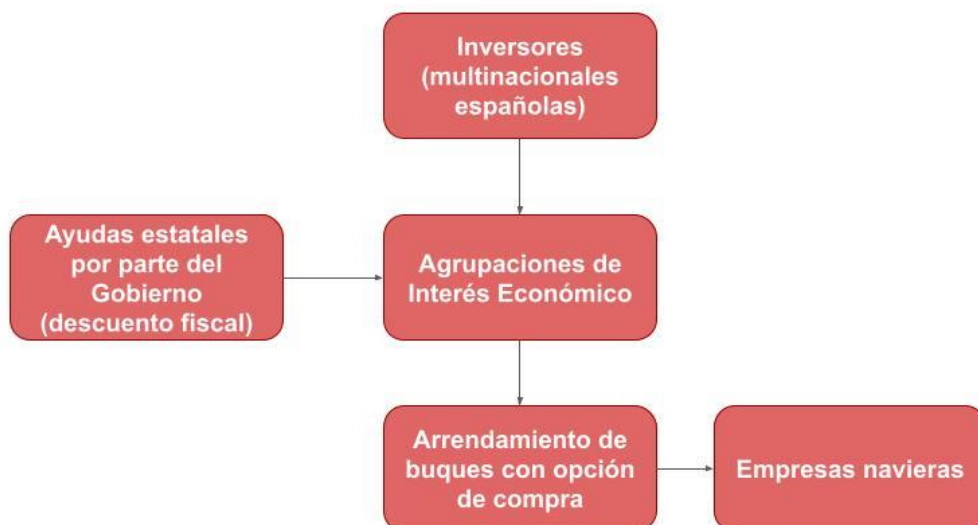 Inversores
(multinacionales
españolas)
Ayudas estatales
por parte del
Gobierno
(descuento fiscal)
Agrupaciones de
Interés Económico
Arrendamiento de
buques con opción
de compra
Empresas navieras